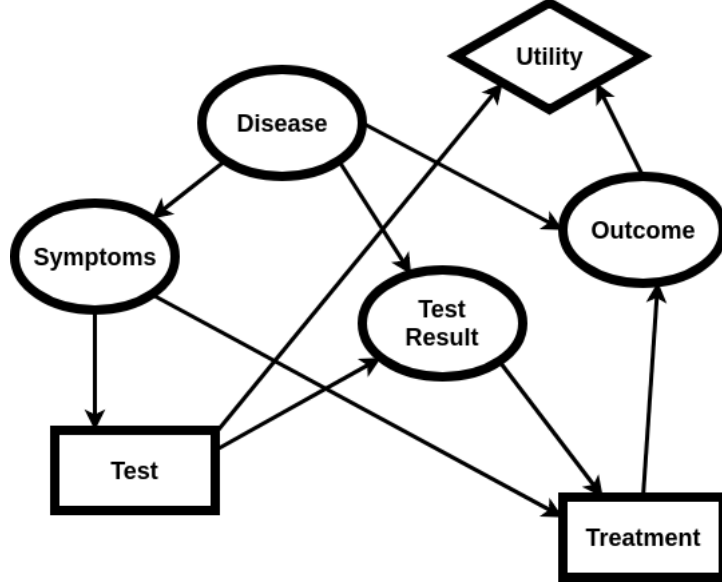 Utility
Disease
Outcome
Symptoms
Test
Result
Test
Treatment